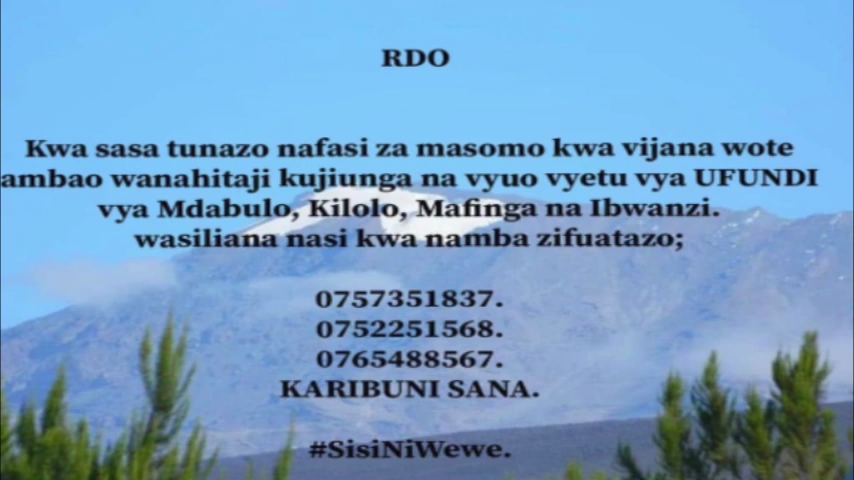 RDO
Kwa sasa tunazo nafasi za masomo kwa vijana wote
ambao wanahitaji kujiunga na vyuo vyetu vya UFUNDI
vya Mdabulo, Kilolo, Mafinga na Ibwanzi.
wasiliana nasi kwa namba zifuatazo;
0757351837.
0752251568.
0765488567.
KARIBUNI SANA.
#SisiNiWewe.